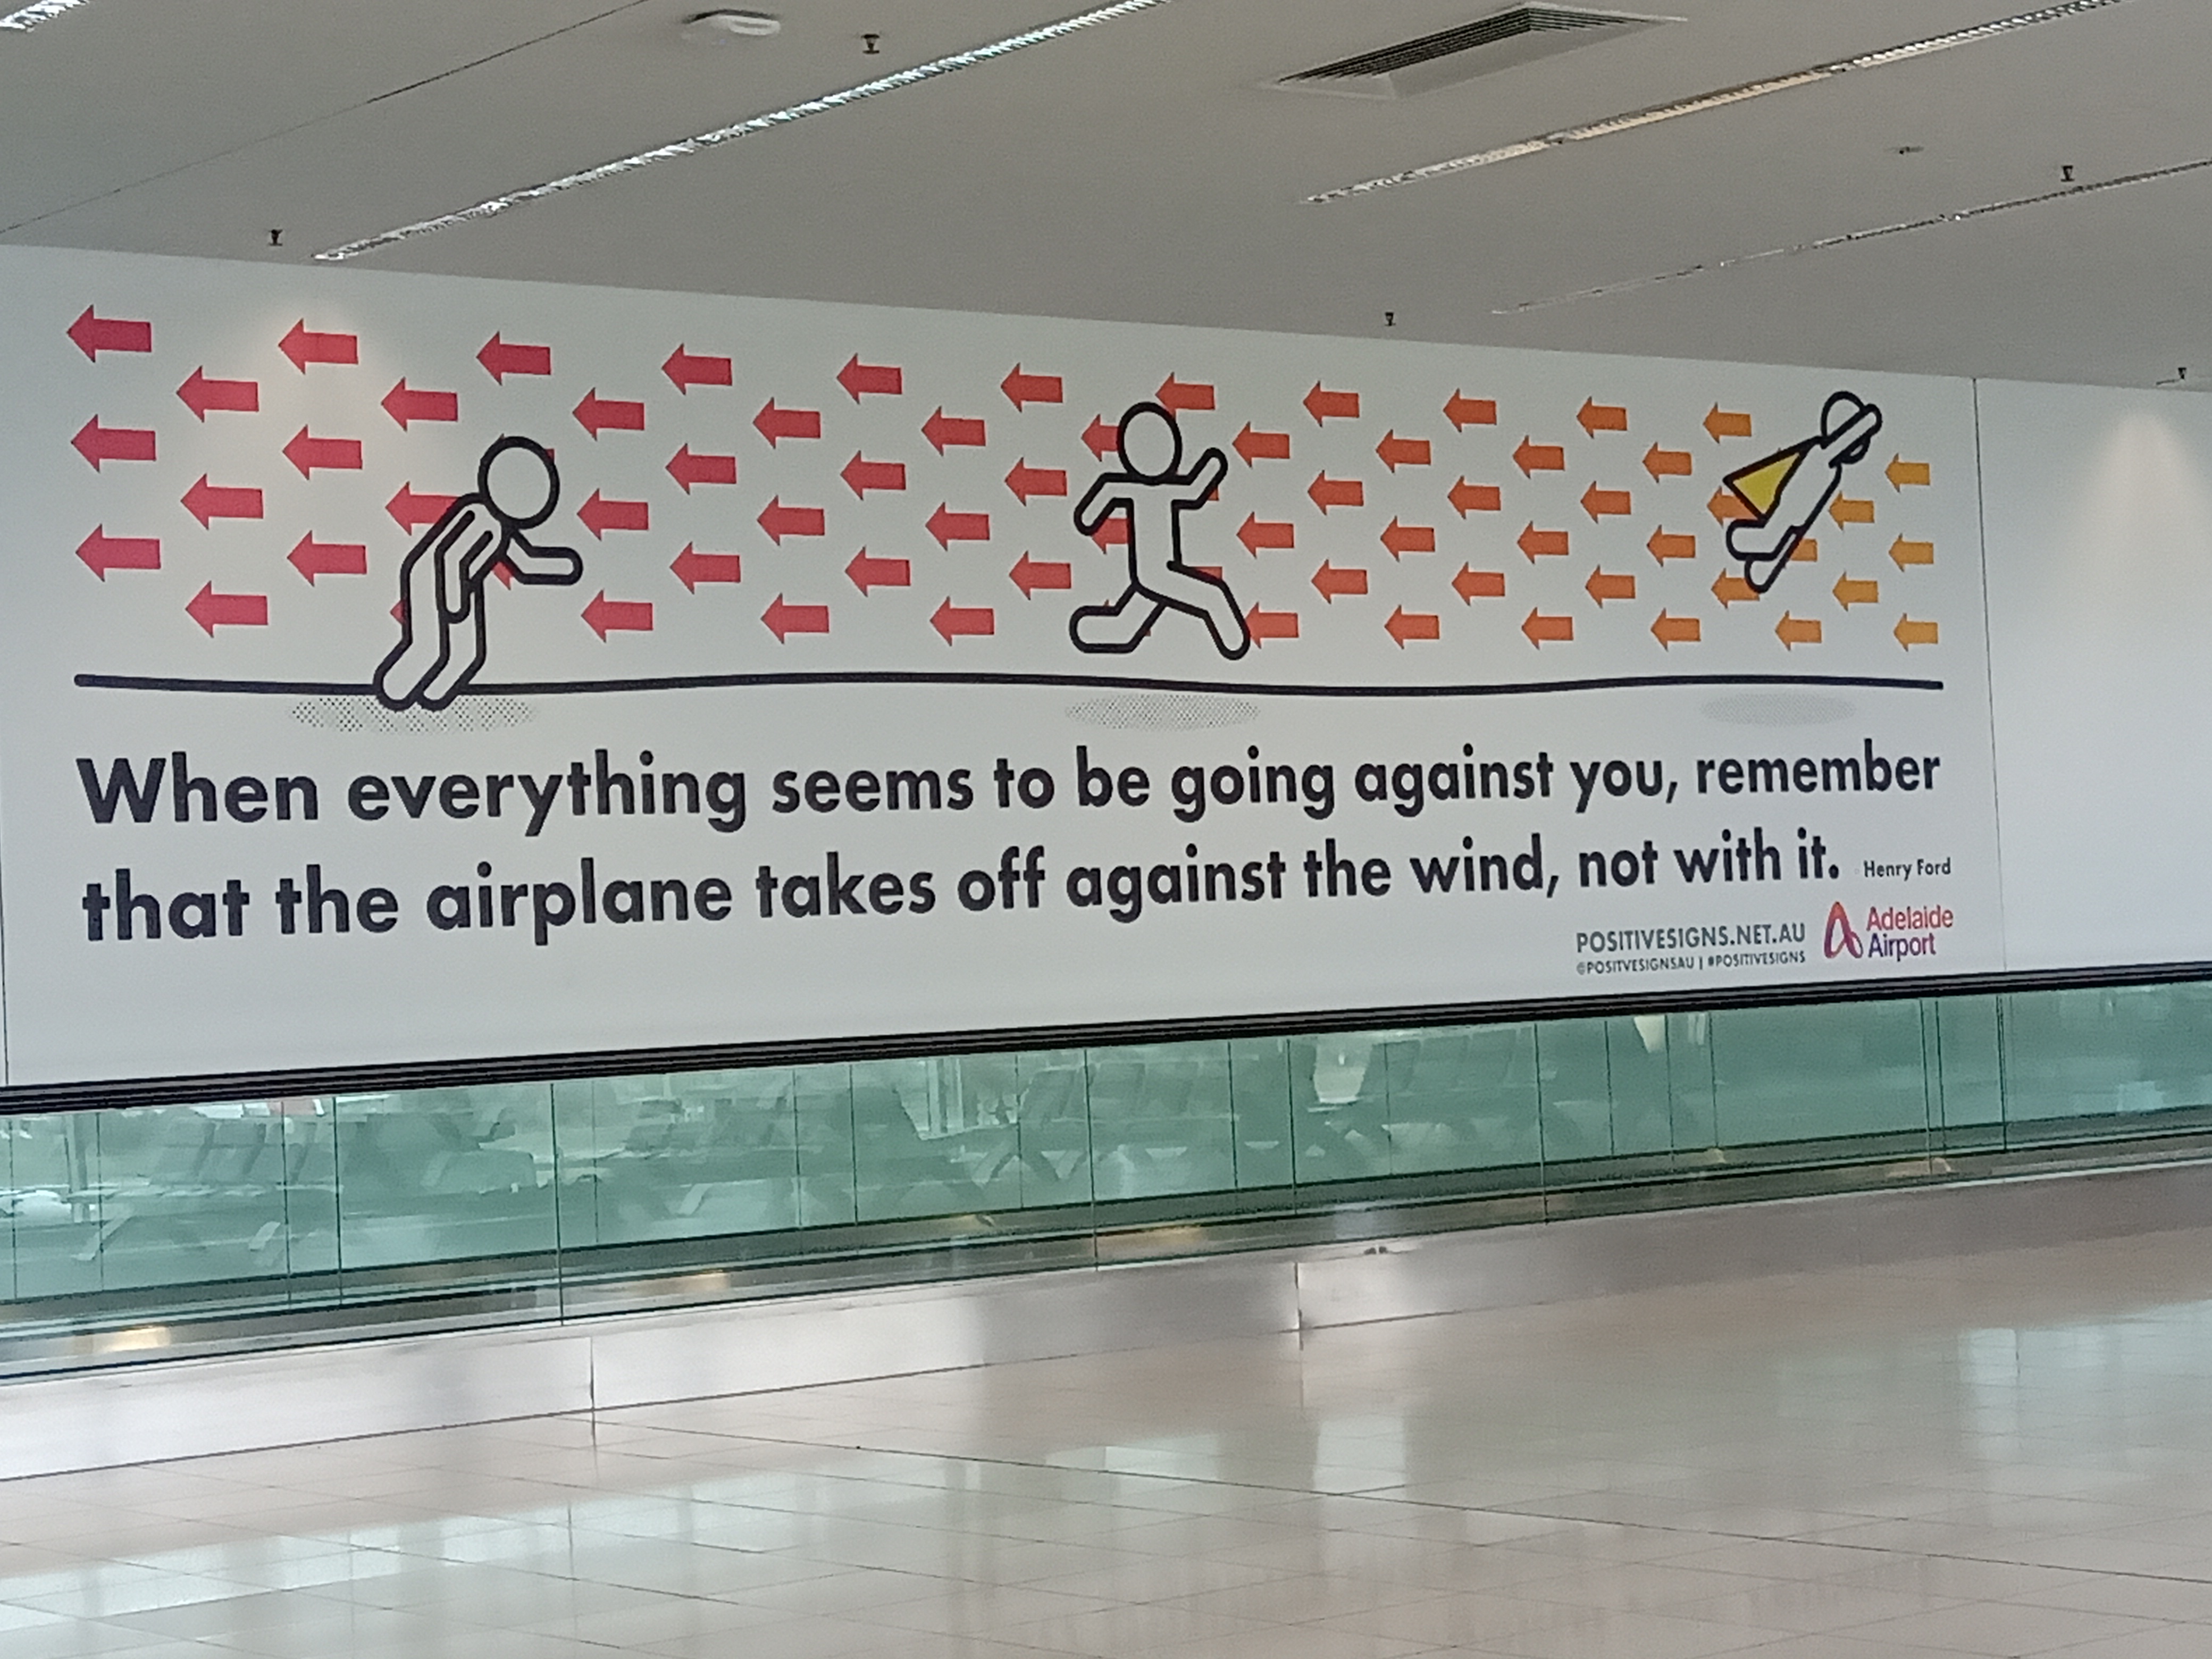 When everything seems to be going against you, remember
that the airplane takes off against the wind, not with it. Henry Ford
POSITIVESIGNS.NET.AU
@POSITVESIGNSAU | #POSITIVESIGNS
Adelaide
Airport